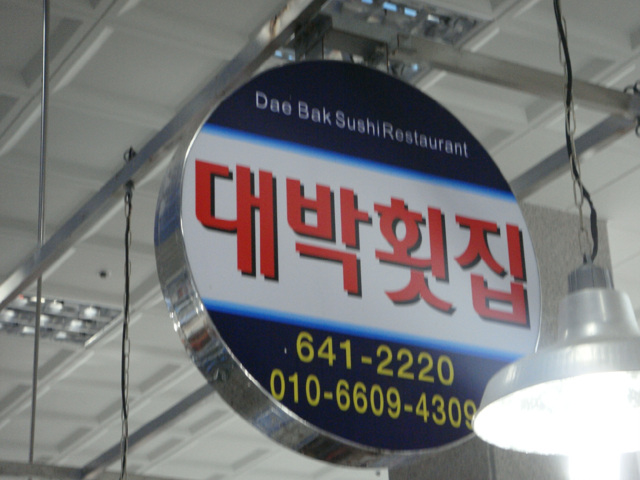 Dae Bak Sushi Restaurant
대박횟집
641-2220
010-6609-4309